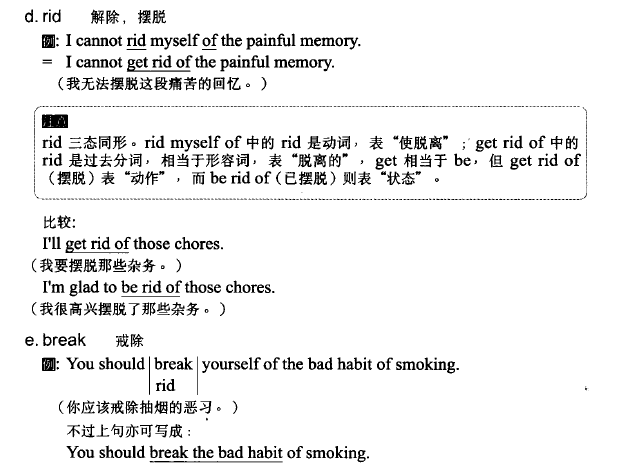 d. rid 解除，摆脱
例: I cannot rid myself of the painful memory.
= I cannot get rid of the painful memory.
（我无法摆脱这段痛苦的回忆。）
注意
rid 三态同形。rid myself of 中的 rid 是动词，表“使脱离”；get rid of 中的
rid 是过去分词，相当于形容词，表“脱离的”，get 相当于 be，但 get rid of
（摆脱）表“动作”，而 be rid of（已摆脱）则表“状态”。
比较:
I'll get rid of those chores.
（我要摆脱那些杂务。）
I'm glad to be rid of those chores.
（我很高兴摆脱了那些杂务。）
e. break 戒除
例: You should break yourself of the bad habit of smoking.
rid
（你应该戒除抽烟的恶习。）
不过上句亦可写成：
You should break the bad habit of smoking.